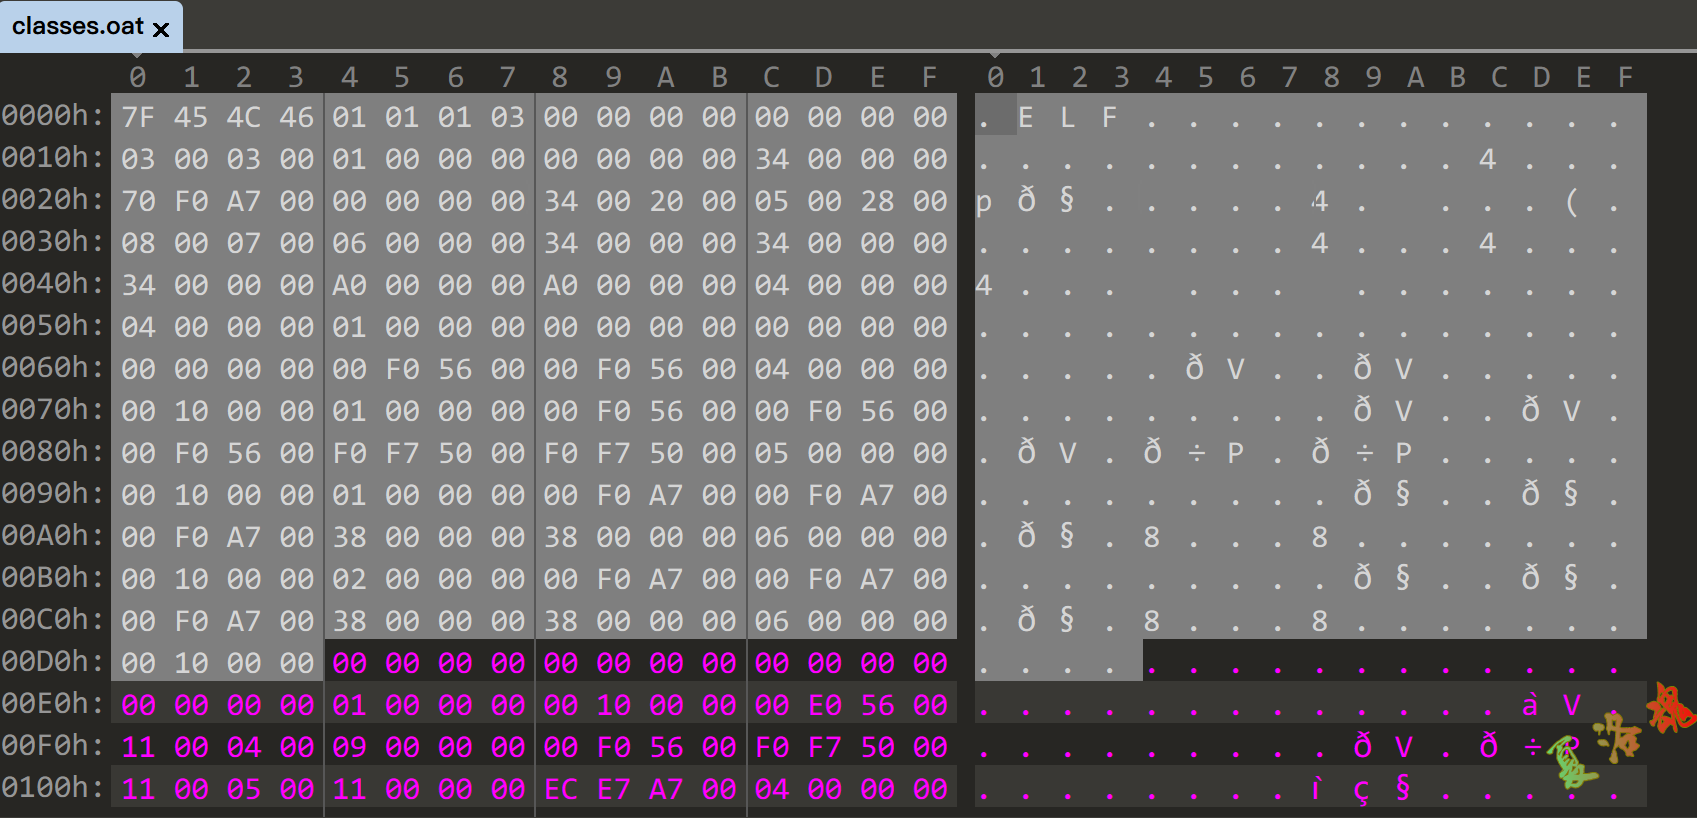 classes.oat x
0 1 2 3 4 5 6 7 8 9 A B C D E F 0 1 2 3 4 5 6 7 8 9 A B C D E F
0000h: 7F 45 4C 46 01 01 01 03 00 00 00 00 00 00 00 00 . E L F . . . . . . . . . . . .
0010h: 03 00 03 00 01 00 00 00 00 00 00 00 34 00 00 00 . . . . . . . . . . . . 4 . . .
0020h: 70 F0 A7 00 00 00 00 00 34 00 20 00 05 00 28 00 p ð § . . . . . 4 . . . . ( .
0030h: 08 00 07 00 06 00 00 00 34 00 00 00 34 00 00 00 . . . . . . . . 4 . . . 4 . . .
0040h: 34 00 00 00 A0 00 00 00 A0 00 00 00 04 00 00 00 4 . . . . . . . . . . . . .
0050h: 04 00 00 00 01 00 00 00 00 00 00 00 00 00 00 00 . . . . . . . . . . . . . . . .
0060h: 00 00 00 00 00 F0 56 00 00 F0 56 00 04 00 00 00 . . . . . ð V . . ð V . . . . .
0070h: 00 10 00 00 01 00 00 00 00 F0 56 00 00 F0 56 00 . . . . . . . . . ð V . . ð V .
0080h: 00 F0 56 00 F0 F7 50 00 F0 F7 50 00 05 00 00 00 . ð V . ð ÷ P . ð ÷ P . . . . .
0090h: 00 10 00 00 01 00 00 00 00 F0 A7 00 00 F0 A7 00 . . . . . . . . . ð § . . ð § .
00A0h: 00 F0 A7 00 38 00 00 00 38 00 00 00 06 00 00 00 . ð § . 8 . . . 8 . . . . . . .
00B0h: 00 10 00 00 02 00 00 00 00 F0 A7 00 00 F0 A7 00 . . . . . . . . . ð § . . ð § .
00C0h: 00 F0 A7 00 38 00 00 00 38 00 00 00 06 00 00 00 . ð § . 8 . . . 8 . . . . . . .
00D0h: 00 10 00 00 00 00 00 00 00 00 00 00 00 00 00 00 . . . . . . . . . . . . . . . .
00E0h: 00 00 00 00 01 00 00 00 00 10 00 00 00 E0 56 00 . . . . . . . . . . . . . à V .
00F0h: 11 00 04 00 09 00 00 00 00 F0 56 00 F0 F7 50 00 . . . . . . . . . ð V . ð ÷ P .
0100h: 11 00 05 00 11 00 00 00 EC E7 A7 00 04 00 00 00 . . . . . . . . ì ç § . . . . .